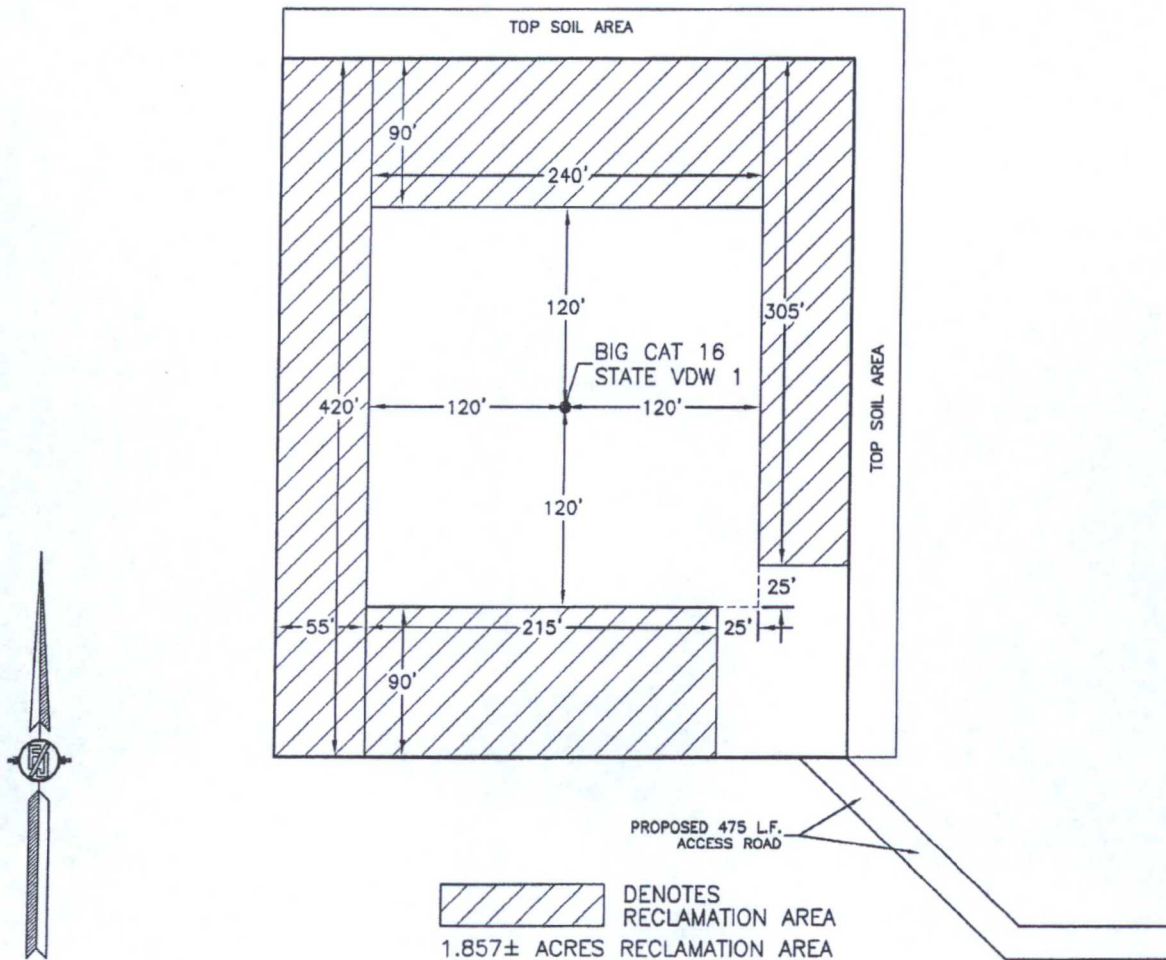 TOP SOIL AREA
90'
240'
120'
305'
BIG CAT 16
STATE VDW 1
420'
120'
120'
TOP SOIL AREA
120'
25'
55'
215'
25'
90'
PROPOSED 475 L.F.
ACCESS ROAD
DENOTES
RECLAMATION AREA
1.857± ACRES RECLAMATION AREA